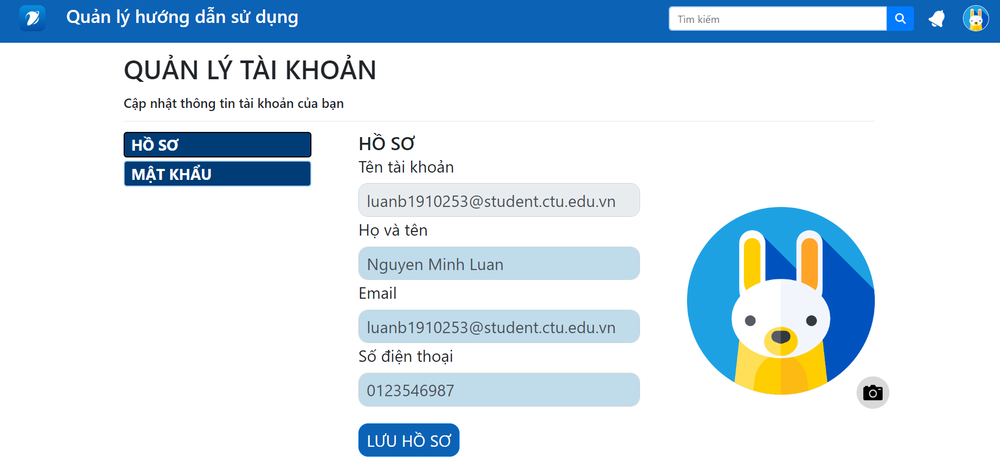 Quản lý hướng dẫn sử dụng
Tìm kiếm
QUẢN LÝ TÀI KHOẢN
Cập nhật thông tin tài khoản của bạn
HỒ SƠ
MẬT KHẨU
HỒ SƠ
Tên tài khoản
luanb1910253@student.ctu.edu.vn
Họ và tên
Nguyen Minh Luan
Email
luanb1910253@student.ctu.edu.vn
Số điện thoại
0123546987
LƯU HỒ SƠ